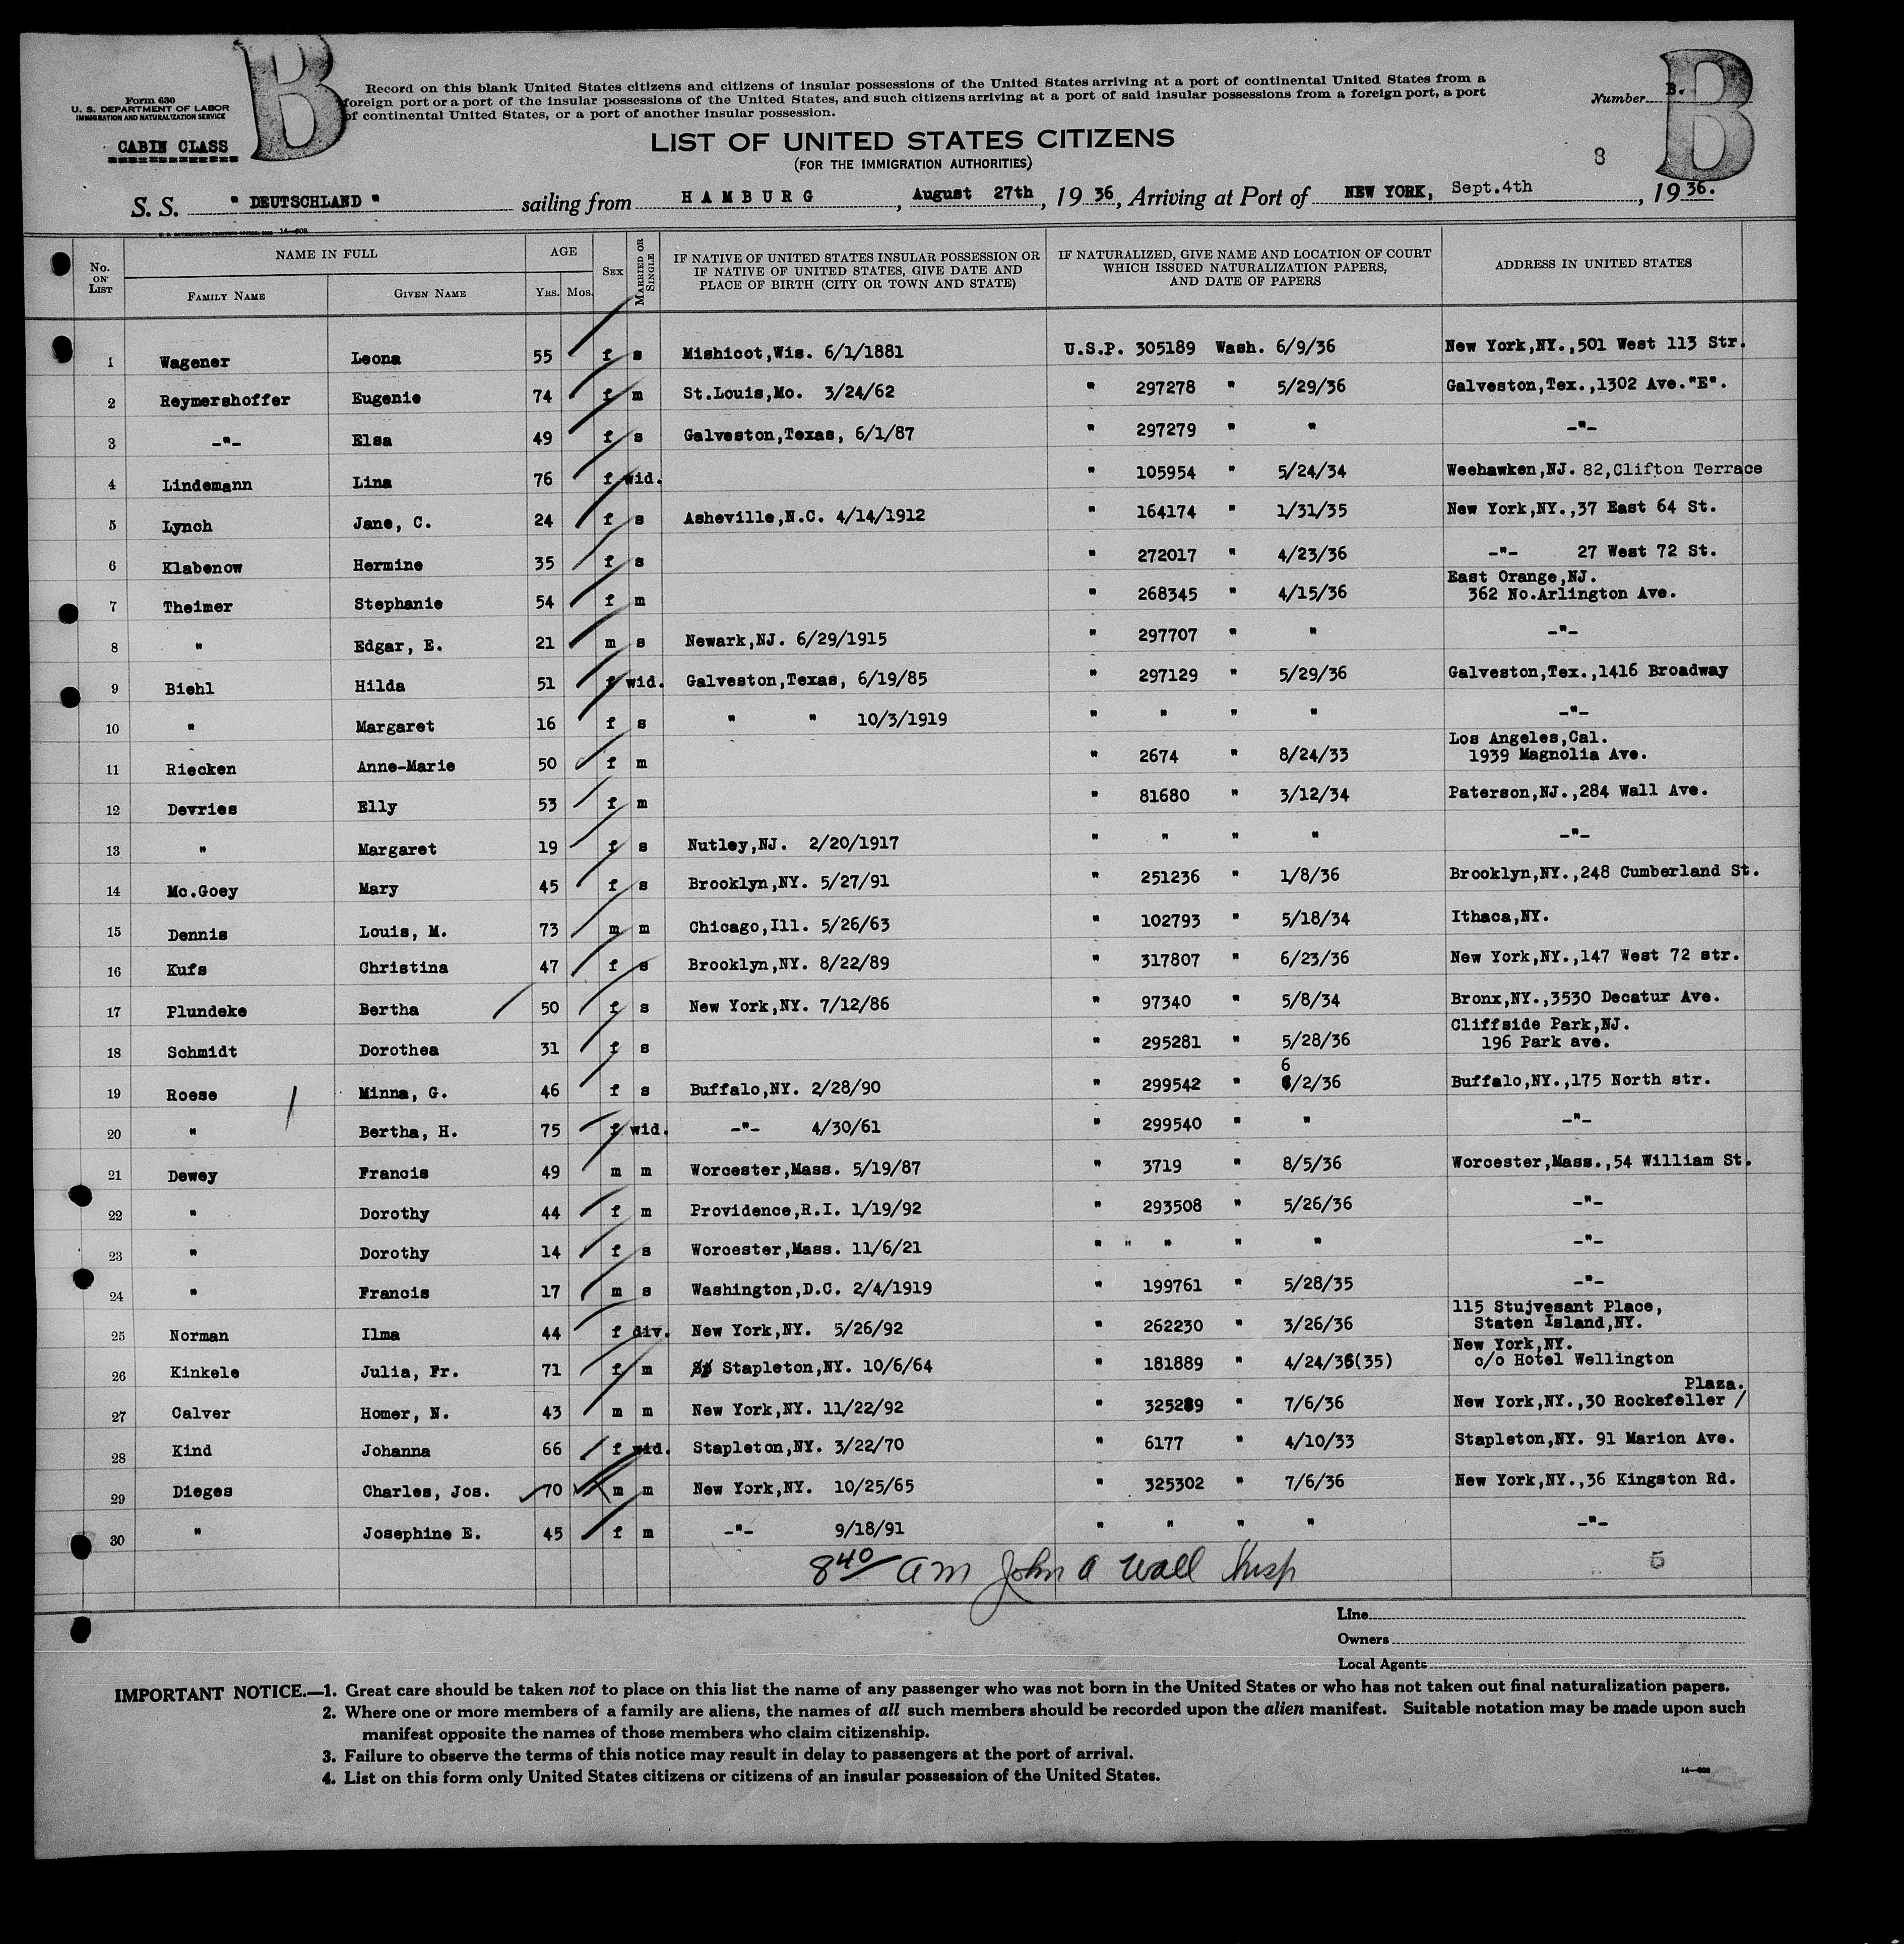 Form 630
U. S. DEPARTMENT OF LABOR
IMMIGRATION AND NATURALIZATION SERVICE
CABIN CLASS
B
Record on this blank United States citizens and citizens of insular possessions of the United States arriving at a port of continental United States from a
foreign port or a port of the insular possessions of the United States, and such citizens arriving at a port of said insular possessions from a foreign port, a port
of continental United States, or a port of another insular possession.
Number B.
B
LIST OF UNITED STATES CITIZENS
(FOR THE IMMIGRATION AUTHORITIES)
8
S. S. " DEUTSCHLAND " sailing from HAMBURG, August 27th, 19 36, Arriving at Port of NEW YORK, Sept.4th, 19 36.
No. ON LIST NAME IN FULL FAMILY NAME GIVEN NAME AGE YRS. MOS. SEX MARRIED OR SINGLE IF NATIVE OF UNITED STATES INSULAR POSSESSION OR IF NATIVE OF UNITED STATES, GIVE DATE AND PLACE OF BIRTH (CITY OR TOWN AND STATE) IF NATURALIZED, GIVE NAME AND LOCATION OF COURT WHICH ISSUED NATURALIZATION PAPERS, AND DATE OF PAPERS ADDRESS IN UNITED STATES
1 Wagener Leona 55 f s Mishicot,Wis. 6/1/1881 U.S.P. 305189 Wash. 6/9/36 New York,NY.,501 West 113 Str.
2 Reymershoffer Eugenie 74 f m St.Louis,Mo. 3/24/62 " 297278 " 5/29/36 Galveston,Tex.,1302 Ave."E".
3 -"- Elsa 49 f s Galveston,Texas, 6/1/87 " 297279 " " -"-
4 Lindemann Lina 76 f wid. " 105954 " 5/24/34 Weehawken,NJ. 82,Clifton Terrace
5 Lynch Jane, C. 24 f s Asheville,N.C. 4/14/1912 " 164174 " 1/31/35 New York,NY.,37 East 64 St.
6 Klabenow Hermine 35 f s " 272017 " 4/23/36 -"- 27 West 72 St.
7 Theimer Stephanie 54 f m " 268345 " 4/15/36 East Orange,NJ. 362 No.Arlington Ave.
8 " Edgar, E. 21 m s Newark,NJ. 6/29/1915 " 297707 " " -"-
9 Biehl Hilda 51 f wid. Galveston,Texas, 6/19/85 " 297129 " 5/29/36 Galveston,Tex.,1416 Broadway
10 " Margaret 16 f s " " 10/3/1919 " " " " -"-
11 Riecken Anne-Marie 50 f m " 2674 " 8/24/33 Los Angeles,Cal. 1939 Magnolia Ave.
12 Devries Elly 53 f m " 81680 " 3/12/34 Paterson,NJ.,284 Wall Ave.
13 " Margaret 19 f s Nutley,NJ. 2/20/1917 " " " " -"-
14 Mc.Goey Mary 45 f s Brooklyn,NY. 5/27/91 " 251236 " 1/8/36 Brooklyn,NY.,248 Cumberland St.
15 Dennis Louis, M. 73 m m Chicago,Ill. 5/26/63 " 102793 " 5/18/34 Ithaca,NY.
16 Kufs Christina 47 f s Brooklyn,NY. 8/22/89 " 317807 " 6/23/36 New York,NY.,147 West 72 str.
17 Plundeke Bertha 50 f s New York,NY. 7/12/86 " 97340 " 5/8/34 Bronx,NY.,3530 Decatur Ave.
18 Schmidt Dorothea 31 f s " 295281 " 5/28/36 Cliffside Park,NJ. 196 Park ave.
19 Roese Minna, G. 46 f s Buffalo,NY. 2/28/90 " 299542 " 6/2/36 Buffalo,NY.,175 North str.
20 " Bertha, H. 75 f wid. -"- 4/30/61 " 299540 " " -"-
21 Dewey Francis 49 m m Worcester,Mass. 5/19/87 " 3719 " 8/5/36 Worcester,Mass.,54 William St.
22 " Dorothy 44 f m Providence,R.I. 1/19/92 " 293508 " 5/26/36 -"-
23 " Dorothy 14 f s Worcester,Mass. 11/6/21 " " " " " -"-
24 " Francis 17 m s Washington,D.C. 2/4/1919 " 199761 " 5/28/35 -"-
25 Norman Ilma 44 f div. New York,NY. 5/26/92 " 262230 " 3/26/36 115 Stujvesant Place, Staten Island,NY.
26 Kinkele Julia, Fr. 71 f m Stapleton,NY. 10/6/64 " 181889 " 4/24/36(35) New York,NY. c/o Hotel Wellington
27 Calver Homer, N. 43 m m New York,NY. 11/22/92 " 325289 " 7/6/36 New York,NY.,30 Rockefeller / Plaza.
28 Kind Johanna 66 f wid. Stapleton,NY. 3/22/70 " 6177 " 4/10/33 Stapleton,NY. 91 Marion Ave.
29 Dieges Charles, Jos. 70 m m New York,NY. 10/25/65 " 325302 " 7/6/36 New York,NY.,36 Kingston Rd.
30 " Josephine E. 45 f m -"- 9/18/91 " " " " -"-
8 40 am John A Wall Insp
5
Line
Owners
Local Agents
IMPORTANT NOTICE.—1. Great care should be taken not to place on this list the name of any passenger who was not born in the United States or who has not taken out final naturalization papers.
2. Where one or more members of a family are aliens, the names of all such members should be recorded upon the alien manifest. Suitable notation may be made upon such
manifest opposite the names of those members who claim citizenship.
3. Failure to observe the terms of this notice may result in delay to passengers at the port of arrival.
4. List on this form only United States citizens or citizens of an insular possession of the United States.
14—608